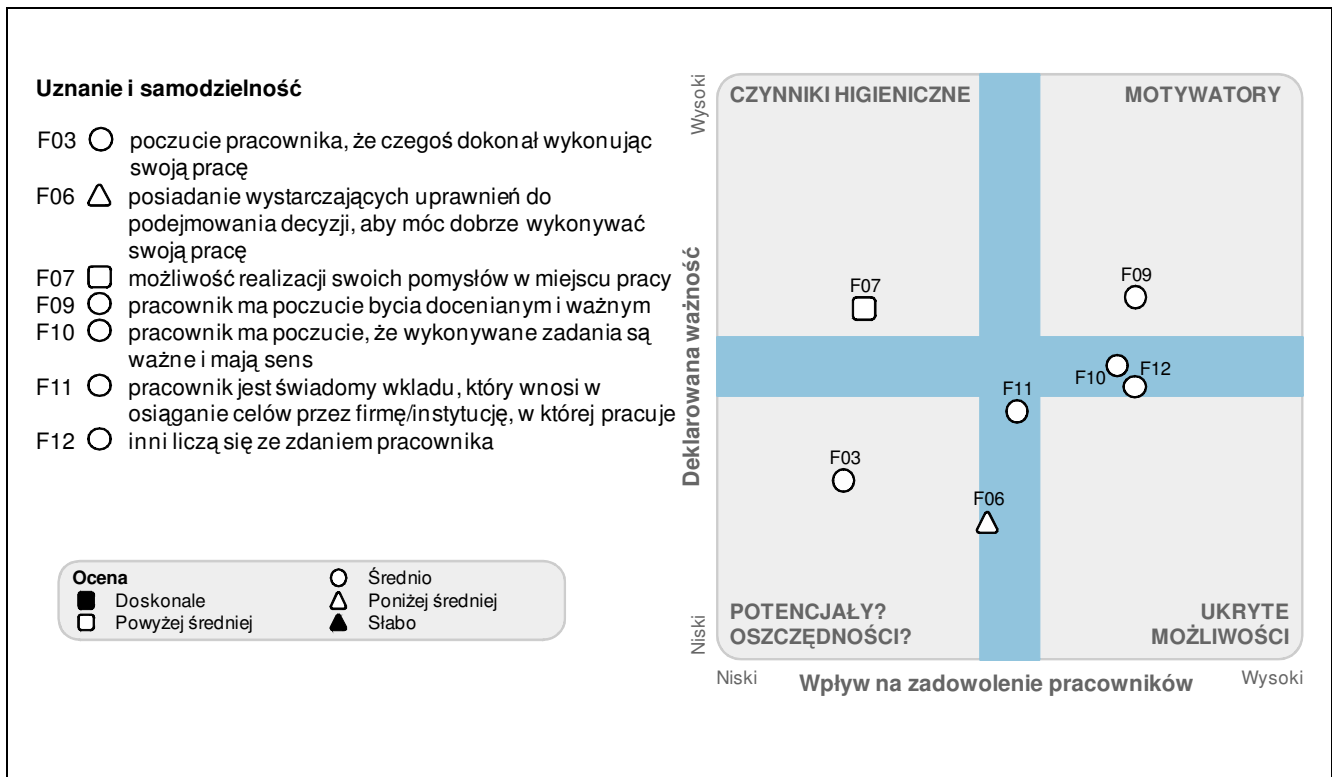 Uznanie i samodzielność
F03 poczucie pracownika, że czegoś dokonał wykonując
swoją pracę
F06 posiadanie wystarczających uprawnień do
podejmowania decyzji, aby móc dobrze wykonywać
swoją pracę
F07 możliwość realizacji swoich pomysłów w miejscu pracy
F09 pracownik ma poczucie bycia docenianym i ważnym
F10 pracownik ma poczucie, że wykonywane zadania są
ważne i mają sens
F11 pracownik jest świadomy wkladu, który wnosi w
osiąganie celów przez firmę/instytucję, w której pracuje
F12 inni liczą się ze zdaniem pracownika
Ocena
Doskonale
Powyżej średniej
Średnio
Poniżej średniej
Słabo
Wysoki
Deklarowana ważność
Niski
CZYNNIKI HIGIENICZNE
MOTYWATORY
F07
F09
F10
F12
F11
F03
F06
POTENCJAŁY?
OSZCZĘDNOŚCI?
UKRYTE
MOŻLIWOŚCI
Niski
Wpływ na zadowolenie pracowników
Wysoki